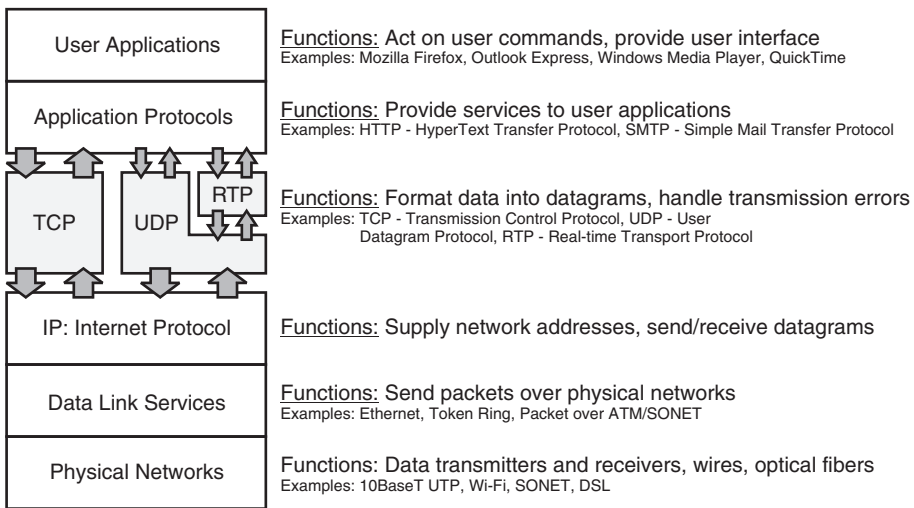 User Applications
Functions: Act on user commands, provide user interface
Examples: Mozilla Firefox, Outlook Express, Windows Media Player, QuickTime
Application Protocols
Functions: Provide services to user applications
Examples: HTTP - HyperText Transfer Protocol, SMTP - Simple Mail Transfer Protocol
TCP
UDP
RTP
Functions: Format data into datagrams, handle transmission errors
Examples: TCP - Transmission Control Protocol, UDP - User
Datagram Protocol, RTP - Real-time Transport Protocol
IP: Internet Protocol
Functions: Supply network addresses, send/receive datagrams
Data Link Services
Functions: Send packets over physical networks
Examples: Ethernet, Token Ring, Packet over ATM/SONET
Physical Networks
Functions: Data transmitters and receivers, wires, optical fibers
Examples: 10BaseT UTP, Wi-Fi, SONET, DSL